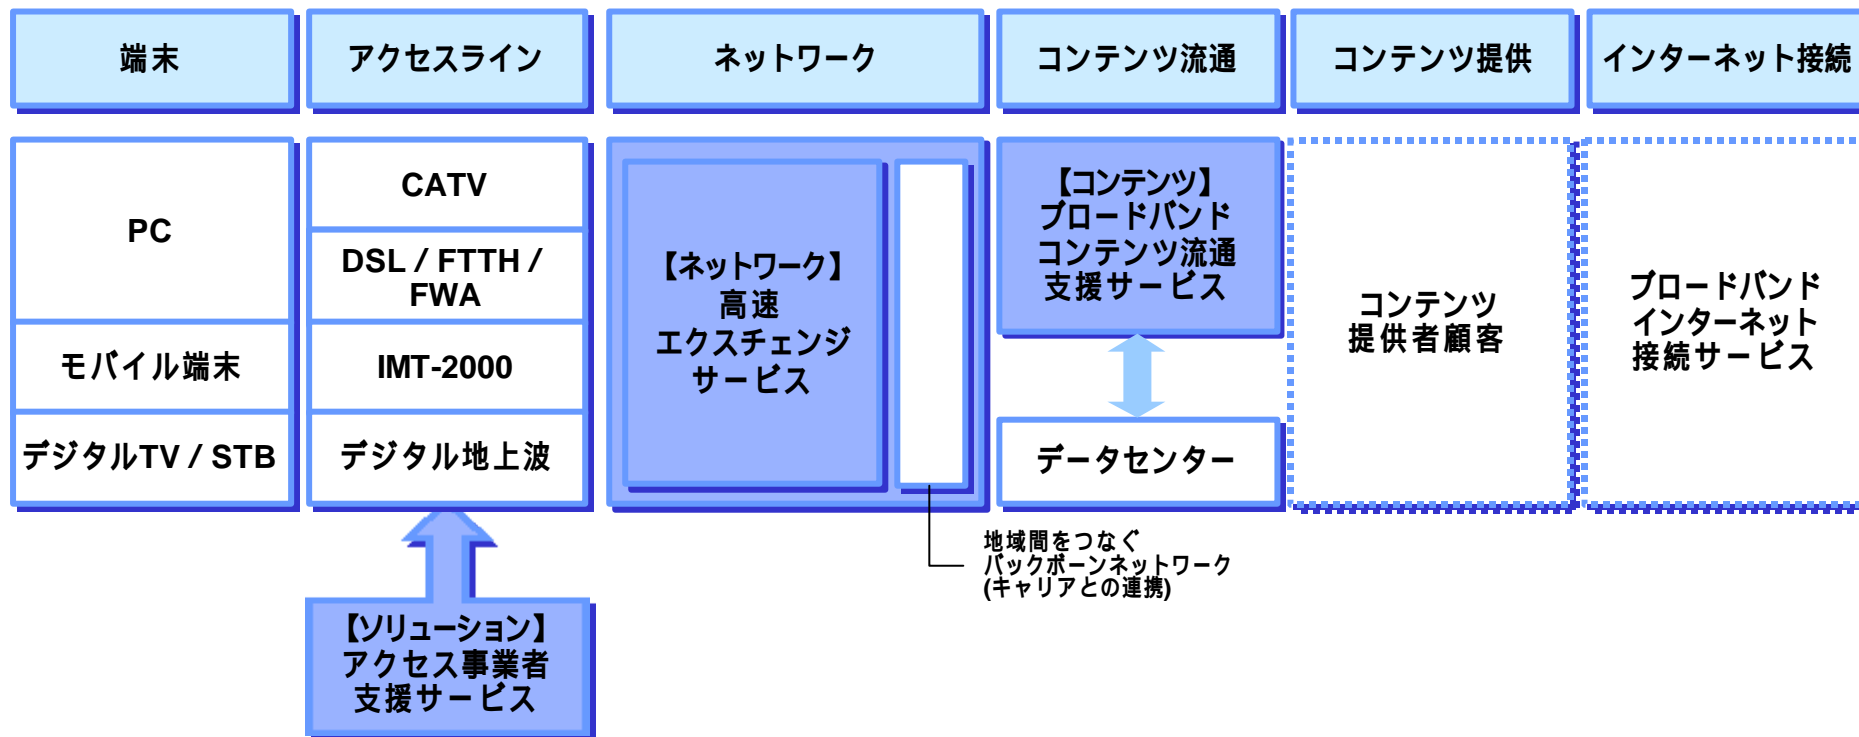 端末
アクセスライン
ネットワーク
コンテンツ流通
コンテンツ提供
インターネット接続
PC
モバイル端末
デジタルTV / STB
CATV
DSL / FTTH /
FWA
IMT-2000
デジタル地上波
【ネットワーク】
高速
エクスチェンジ
サービス
【コンテンツ】
ブロードバンド
コンテンツ流通
支援サービス
データセンター
コンテンツ
提供者顧客
ブロードバンド
インターネット
接続サービス
地域間をつなぐ
バックボーンネットワーク
(キャリアとの連携)
【ソリューション】
アクセス事業者
支援サービス